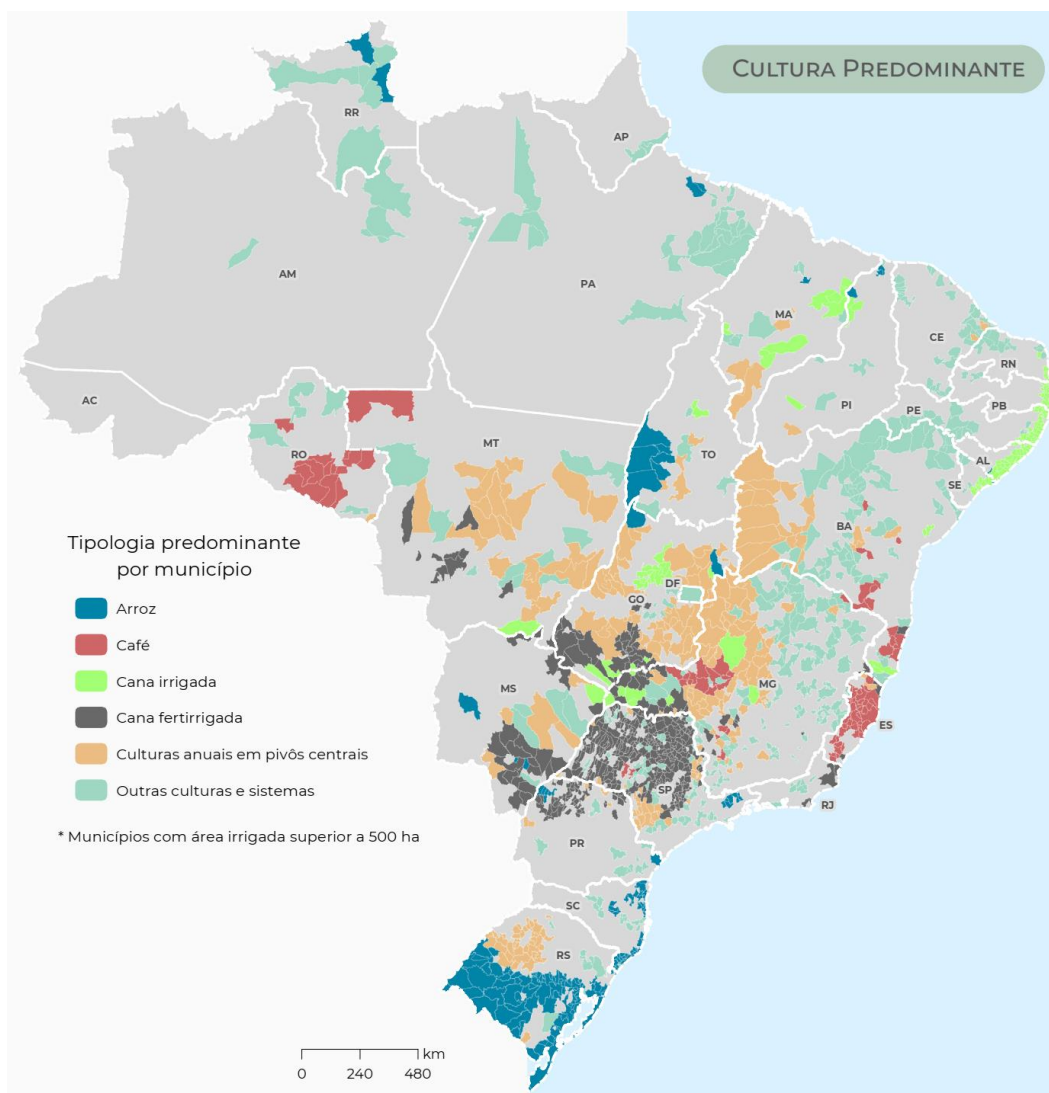 CULTURA PREDOMINANTE
RR
AP
AM
PA
MA
CE
RN
PB
PE
PI
AC
AL
SE
RO
MT
TO
BA
DF
GO
MG
MS
ES
SP
RJ
PR
SC
RS
Tipologia predominante
por município
Arroz
Café
Cana irrigada
Cana fertirrigada
Culturas anuais em pivôs centrais
Outras culturas e sistemas
* Municípios com área irrigada superior a 500 ha
km
0 240 480